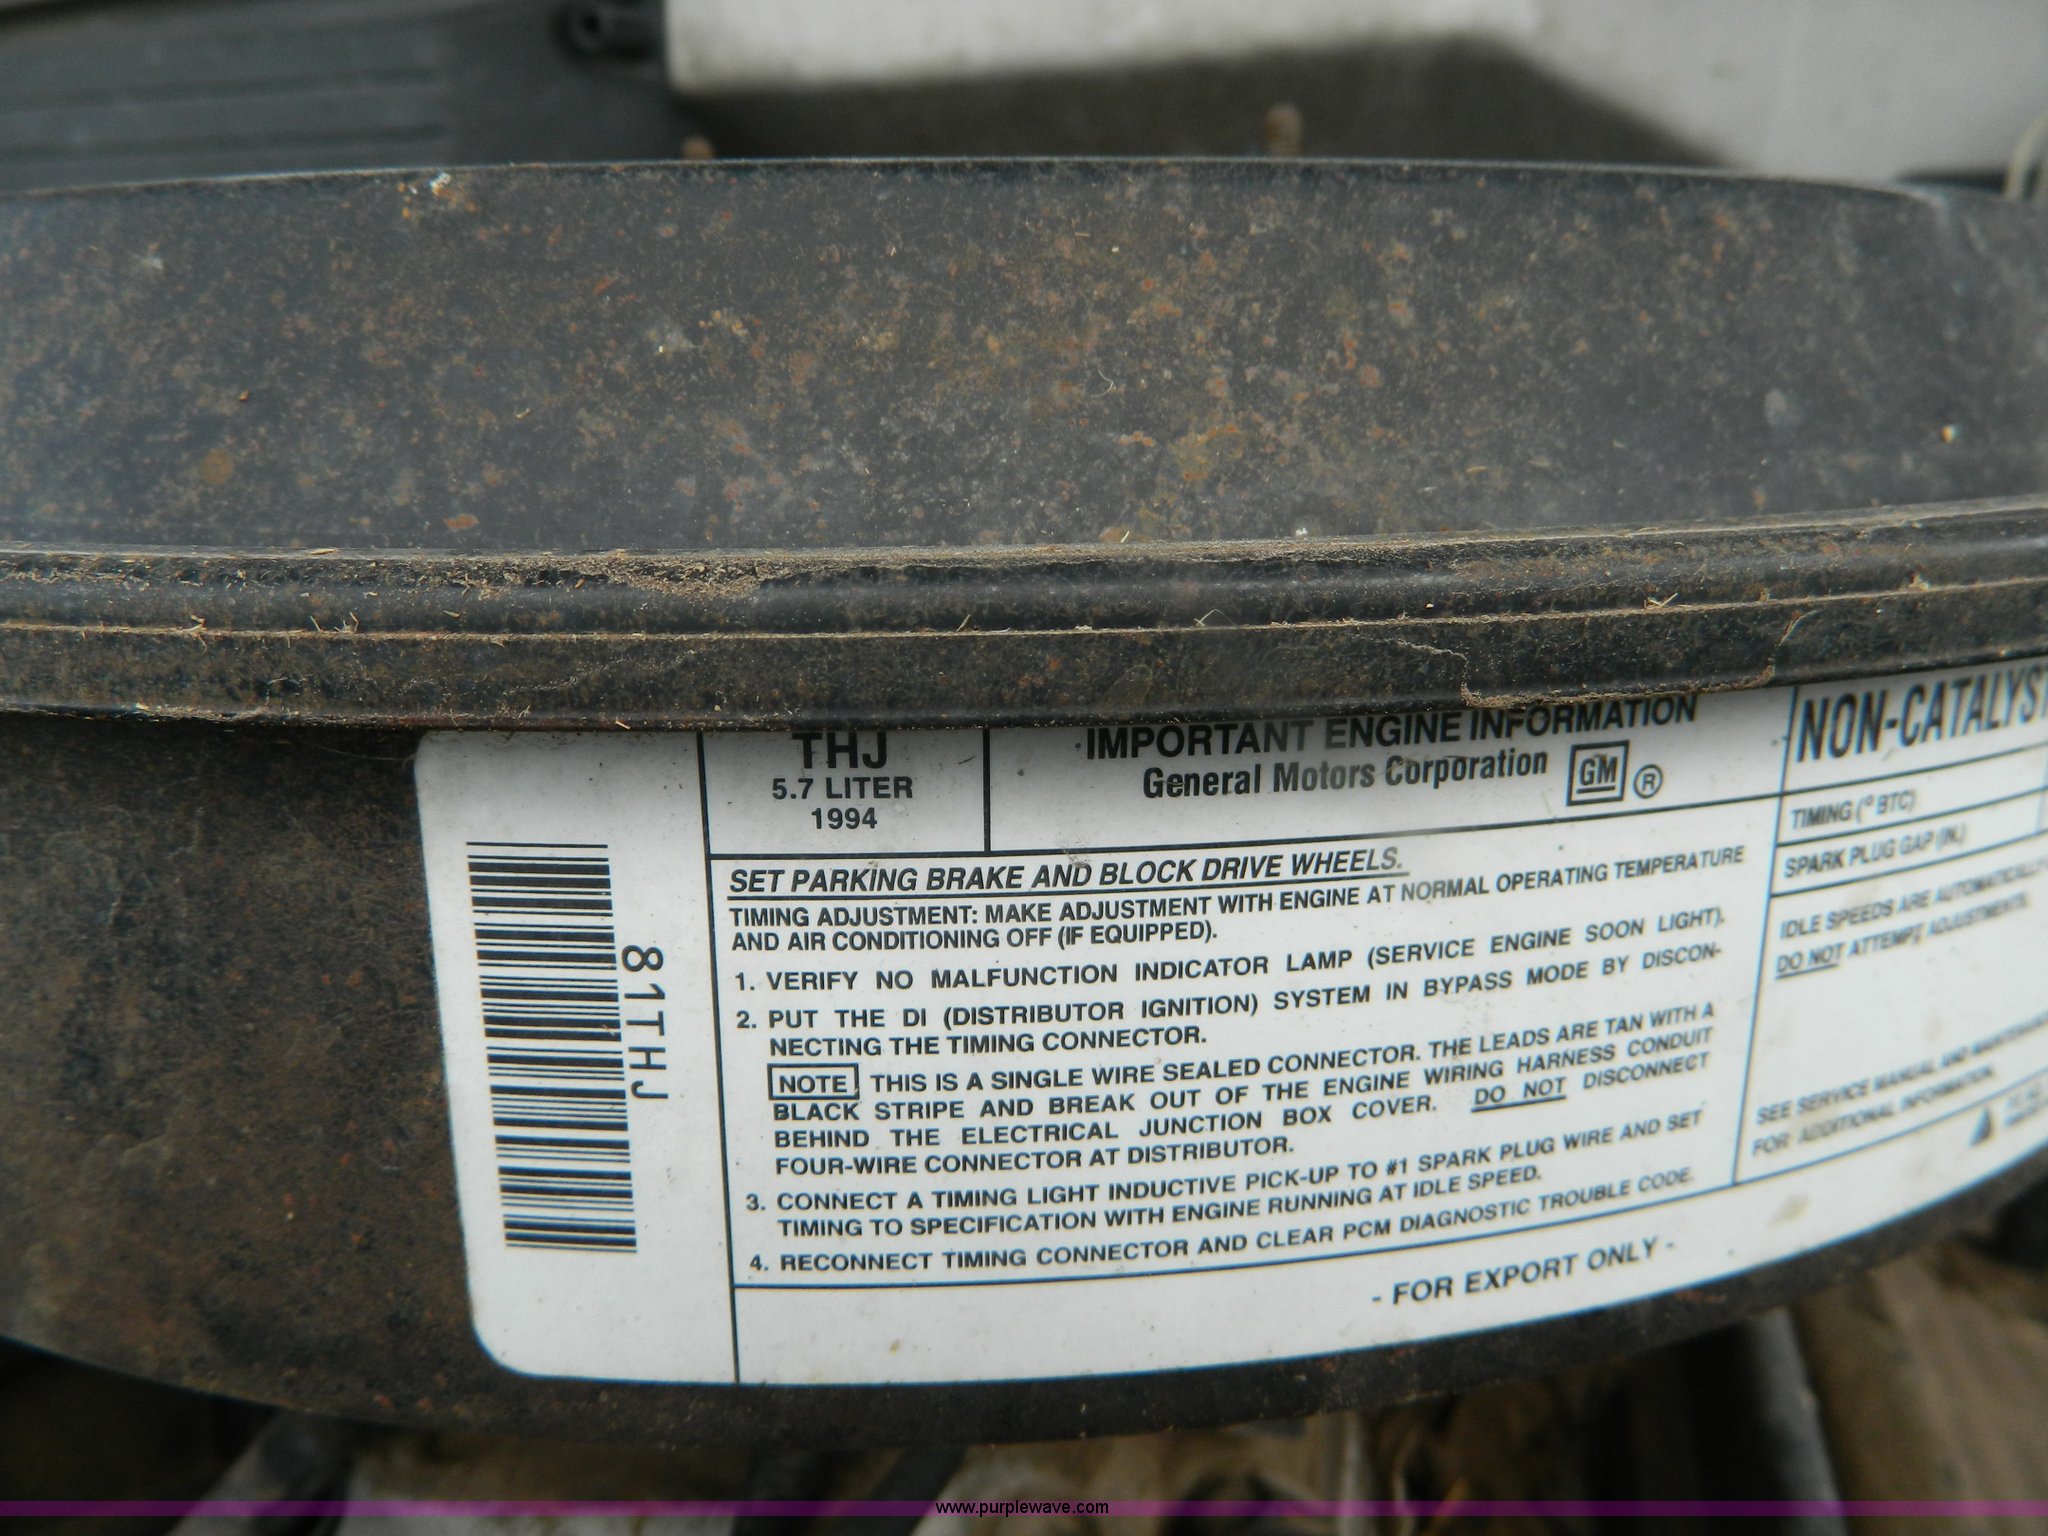 THJ
5.7 LITER
1994
IMPORTANT ENGINE INFORMATION
General Motors Corporation GM ®
NON-CATALYST
TIMING (° BTC)
SPARK PLUG GAP (IN.)
IDLE SPEEDS ARE AUTOMATICALLY
DO NOT ATTEMPT ADJUSTMENTS.
SEE SERVICE MANUAL AND MAINTENANCE
FOR ADDITIONAL INFORMATION.
81THJ
SET PARKING BRAKE AND BLOCK DRIVE WHEELS.
TIMING ADJUSTMENT: MAKE ADJUSTMENT WITH ENGINE AT NORMAL OPERATING TEMPERATURE
AND AIR CONDITIONING OFF (IF EQUIPPED).
1. VERIFY NO MALFUNCTION INDICATOR LAMP (SERVICE ENGINE SOON LIGHT).
2. PUT THE DI (DISTRIBUTOR IGNITION) SYSTEM IN BYPASS MODE BY DISCON-
NECTING THE TIMING CONNECTOR.
NOTE THIS IS A SINGLE WIRE SEALED CONNECTOR. THE LEADS ARE TAN WITH A
BLACK STRIPE AND BREAK OUT OF THE ENGINE WIRING HARNESS CONDUIT
BEHIND THE ELECTRICAL JUNCTION BOX COVER. DO NOT DISCONNECT
FOUR-WIRE CONNECTOR AT DISTRIBUTOR.
3. CONNECT A TIMING LIGHT INDUCTIVE PICK-UP TO #1 SPARK PLUG WIRE AND SET
TIMING TO SPECIFICATION WITH ENGINE RUNNING AT IDLE SPEED.
4. RECONNECT TIMING CONNECTOR AND CLEAR PCM DIAGNOSTIC TROUBLE CODE.
- FOR EXPORT ONLY -
www.purplewave.com